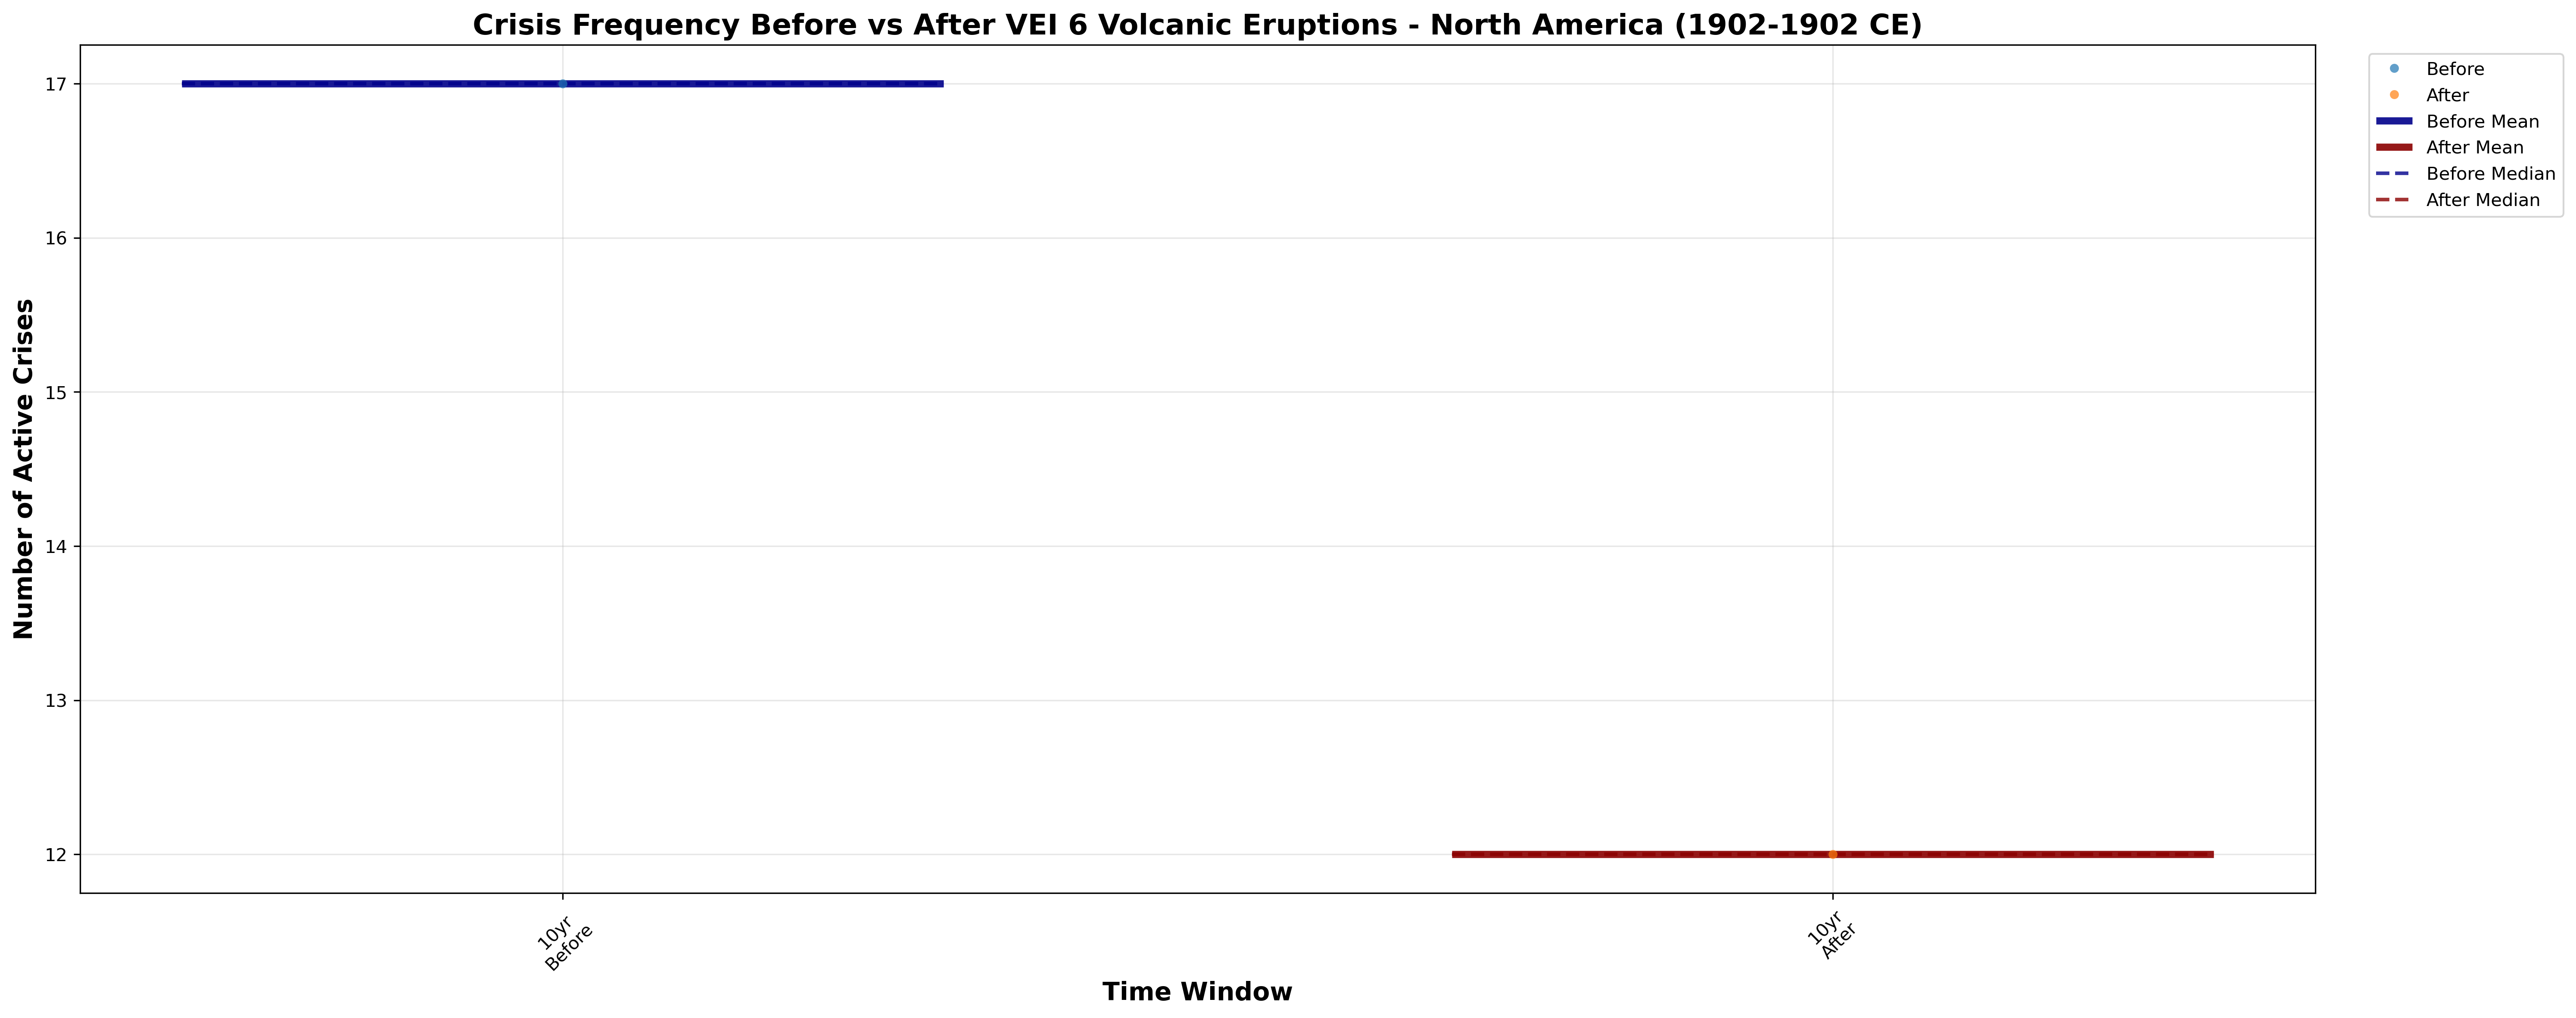 Crisis Frequency Before vs After VEI 6 Volcanic Eruptions - North America (1902-1902 CE)
Number of Active Crises
17
16
15
14
13
12
10yr
Before
10yr
After
Time Window
Before
After
Before Mean
After Mean
Before Median
After Median